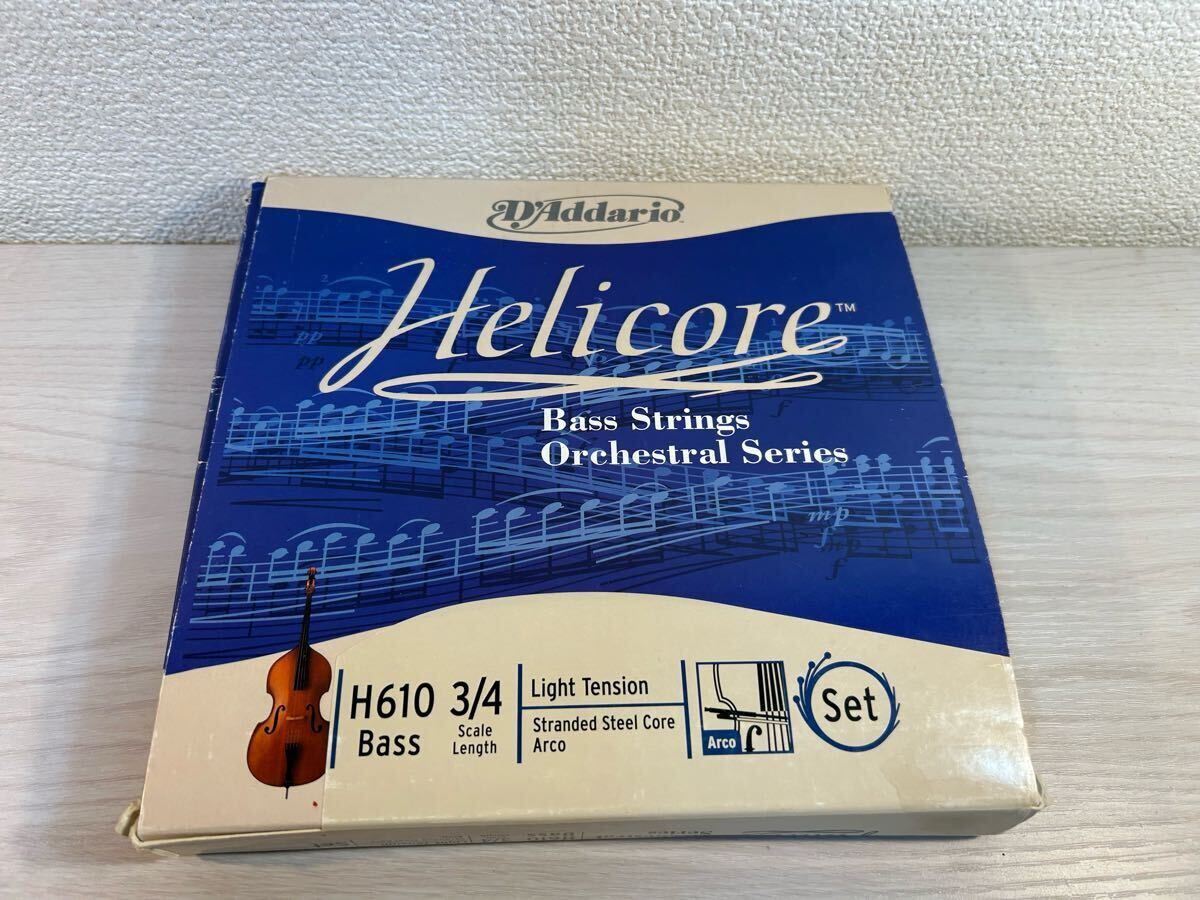 D'Addario
Helicore™
Bass Strings
Orchestral Series
H610
Bass
3/4
Scale
Length
Light Tension
Stranded Steel Core
Arco
Arco
Set